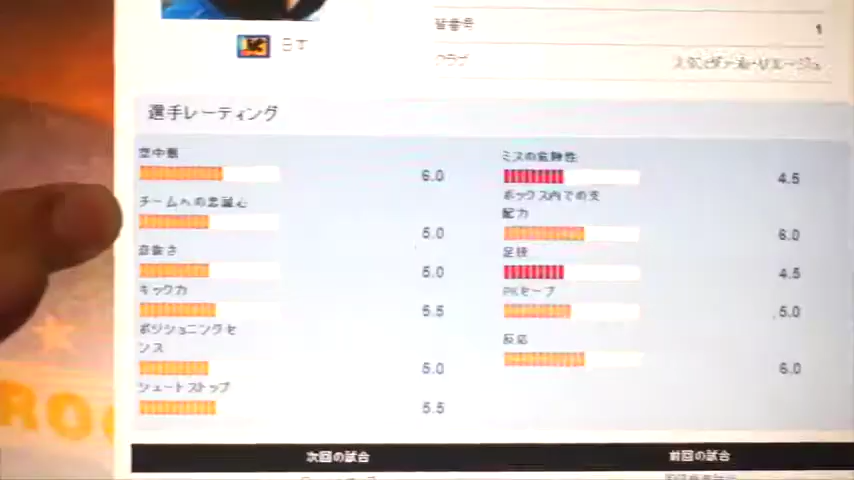 背番号
1
日本
クラブ
選手レーティング
空中戦
6.0
ミスの危険性
4.5
チームへの忠誠心
5.0
ボックス内での支
配力
6.0
素早さ
5.0
足技
4.5
キック力
5.5
PKセーブ
5.0
ポジショニングセ
ンス
5.0
反応
6.0
シュートストップ
5.5
次回の試合
前回の試合